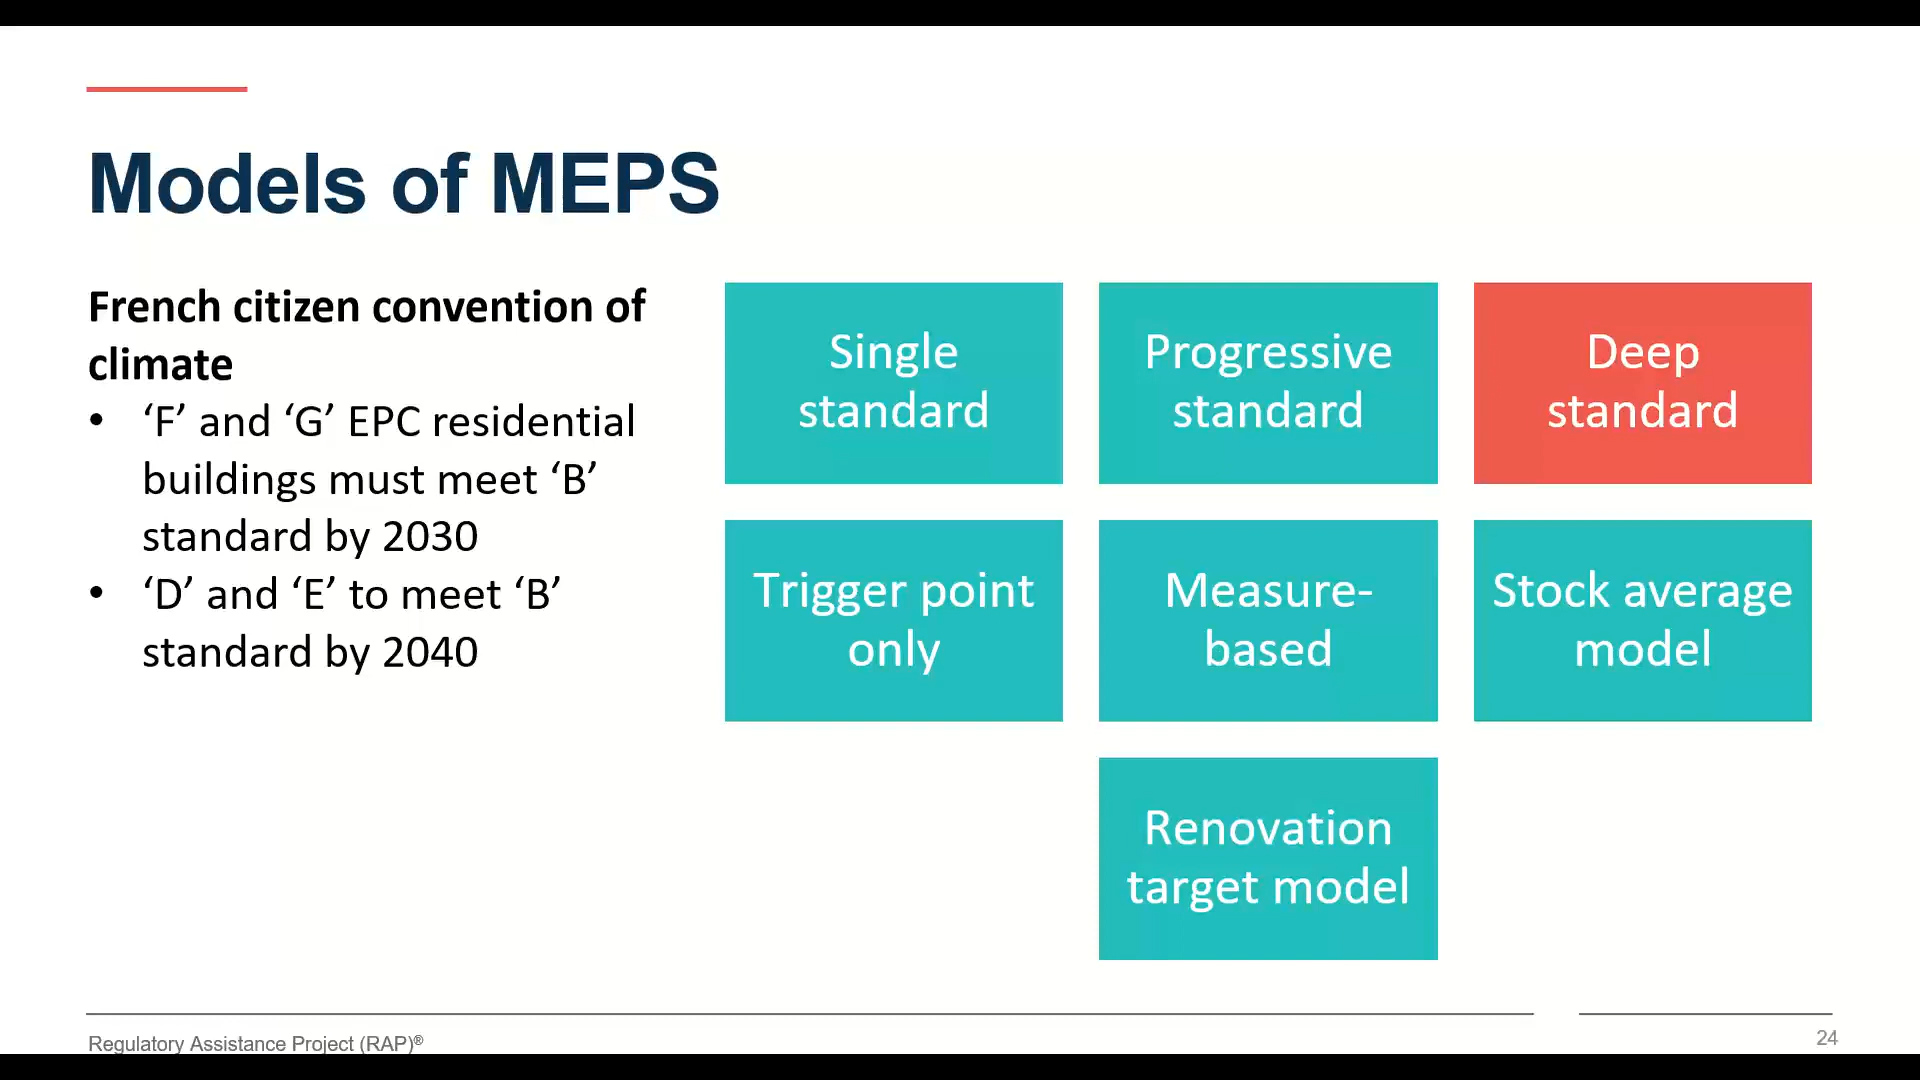 Models of MEPS
French citizen convention of
climate
• ‘F’ and ‘G’ EPC residential
buildings must meet ‘B’
standard by 2030
• ‘D’ and ‘E’ to meet ‘B’
standard by 2040
Single
standard
Progressive
standard
Deep
standard
Trigger point
only
Measure-
based
Stock average
model
Renovation
target model
Regulatory Assistance Project (RAP)®
24